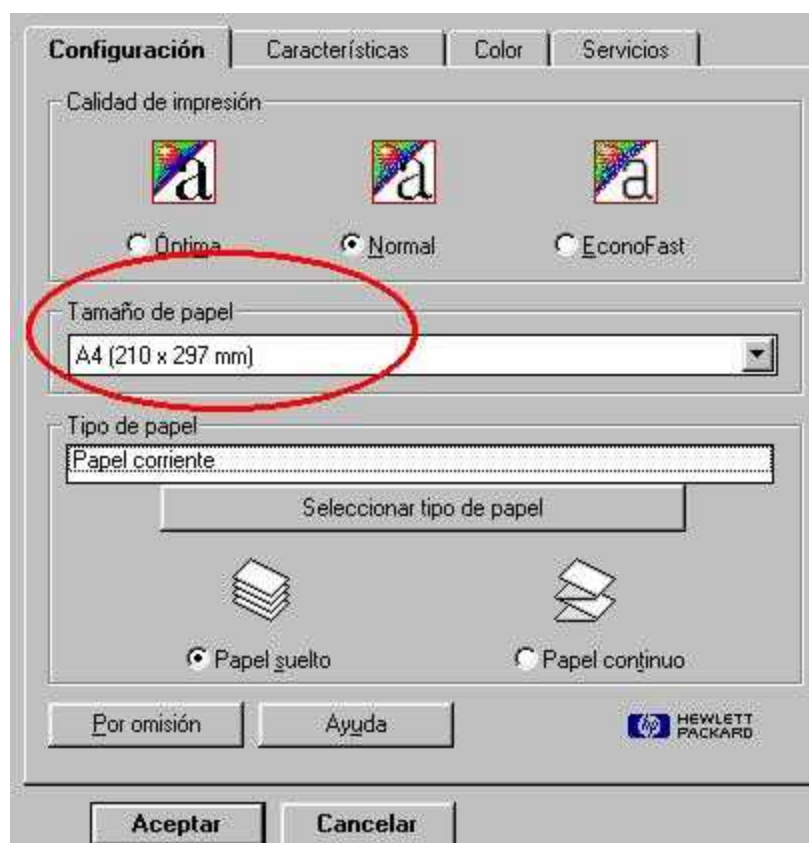 Configuración Características Color Servicios
Calidad de impresión
a a a
Óptima Normal EconoFast
Tamaño de papel
A4 (210 x 297 mm)
Tipo de papel
Papel corriente
Seleccionar tipo de papel
Papel suelto Papel continuo
Por omisión Ayuda hp HEWLETT
PACKARD
Aceptar Cancelar